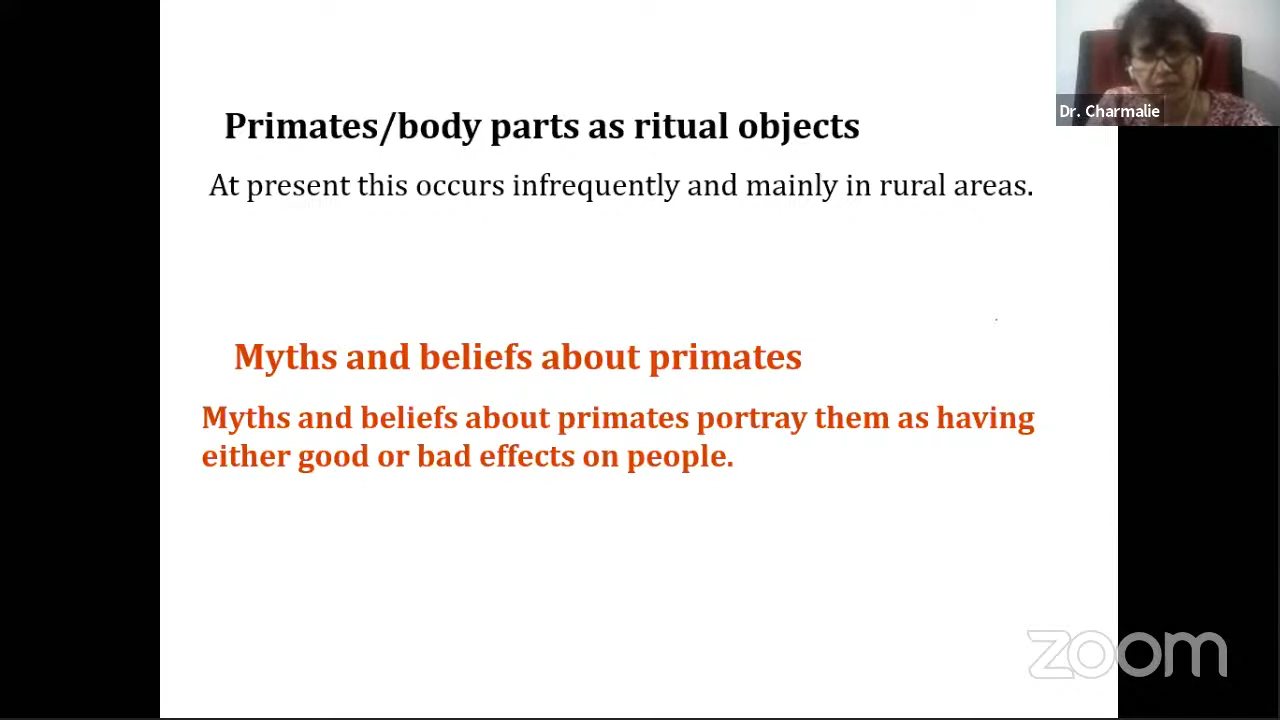 Dr. Charmalie
Primates/body parts as ritual objects
At present this occurs infrequently and mainly in rural areas.
Myths and beliefs about primates
Myths and beliefs about primates portray them as having
either good or bad effects on people.
zoom